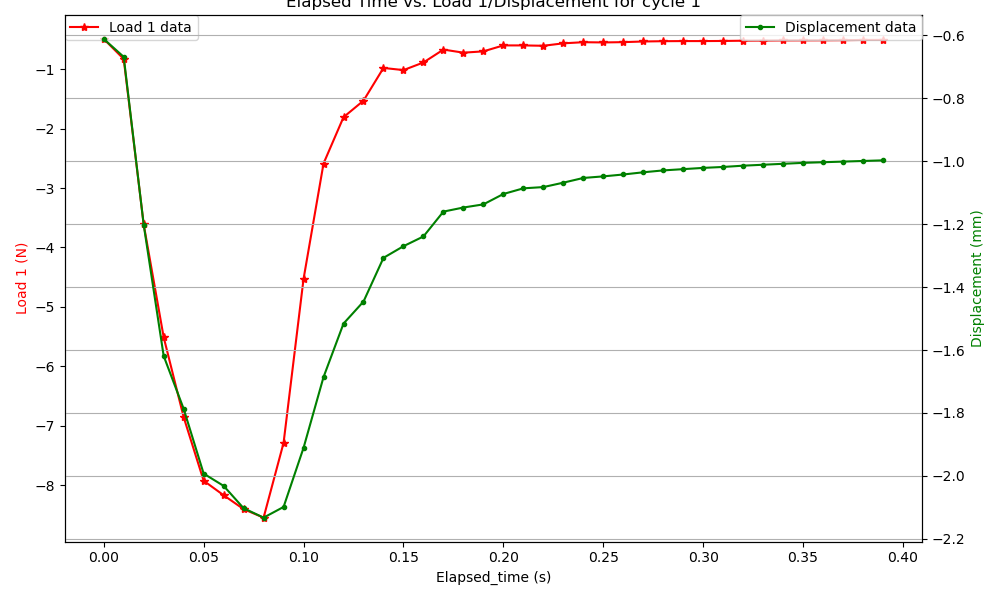 Elapsed Time vs. Load 1/Displacement for cycle 1
Load 1 data
Displacement data
−1
−2
−3
−4
−5
−6
−7
−8
Load 1 (N)
−0.6
−0.8
−1.0
−1.2
−1.4
−1.6
−1.8
−2.0
−2.2
Displacement (mm)
0.00 0.05 0.10 0.15 0.20 0.25 0.30 0.35 0.40
Elapsed_time (s)